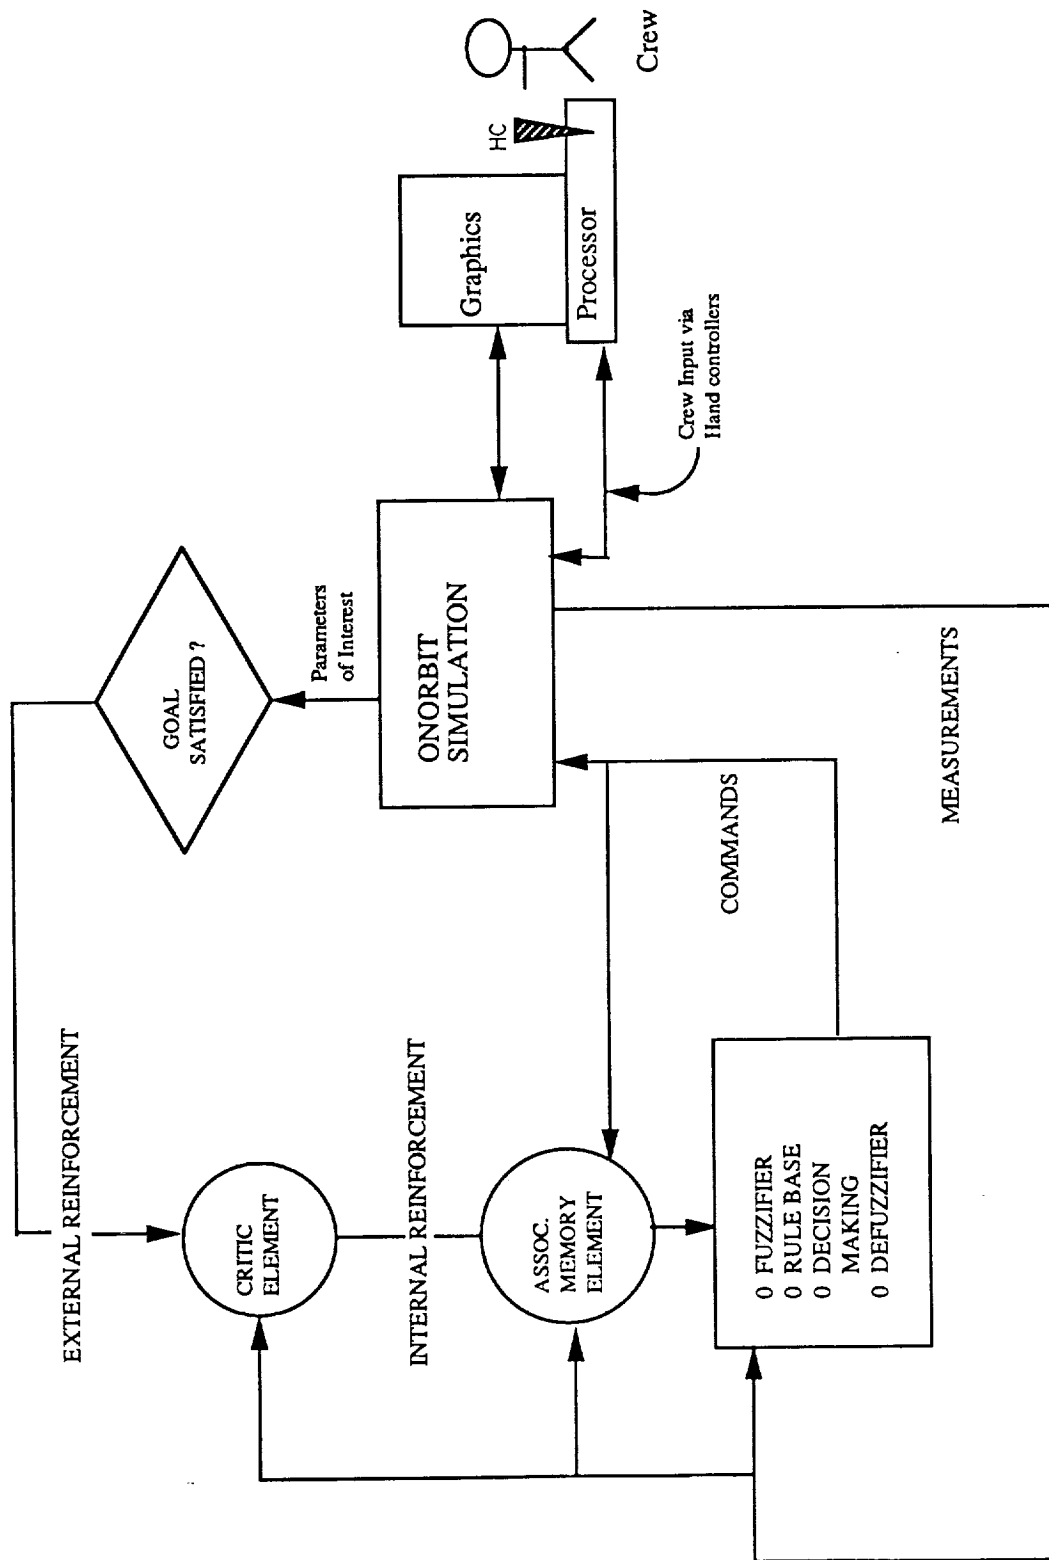 EXTERNAL REINFORCEMENT
CRITIC
ELEMENT
INTERNAL REINFORCEMENT
ASSOC.
MEMORY
ELEMENT
0 FUZZIFIER
0 RULE BASE
0 DECISION
MAKING
0 DEFUZZIFIER
GOAL
SATISFIED ?
Parameters
of Interest
ONORBIT
SIMULATION
COMMANDS
MEASUREMENTS
Graphics
Processor
HC
Crew
Crew Input via
Hand controllers